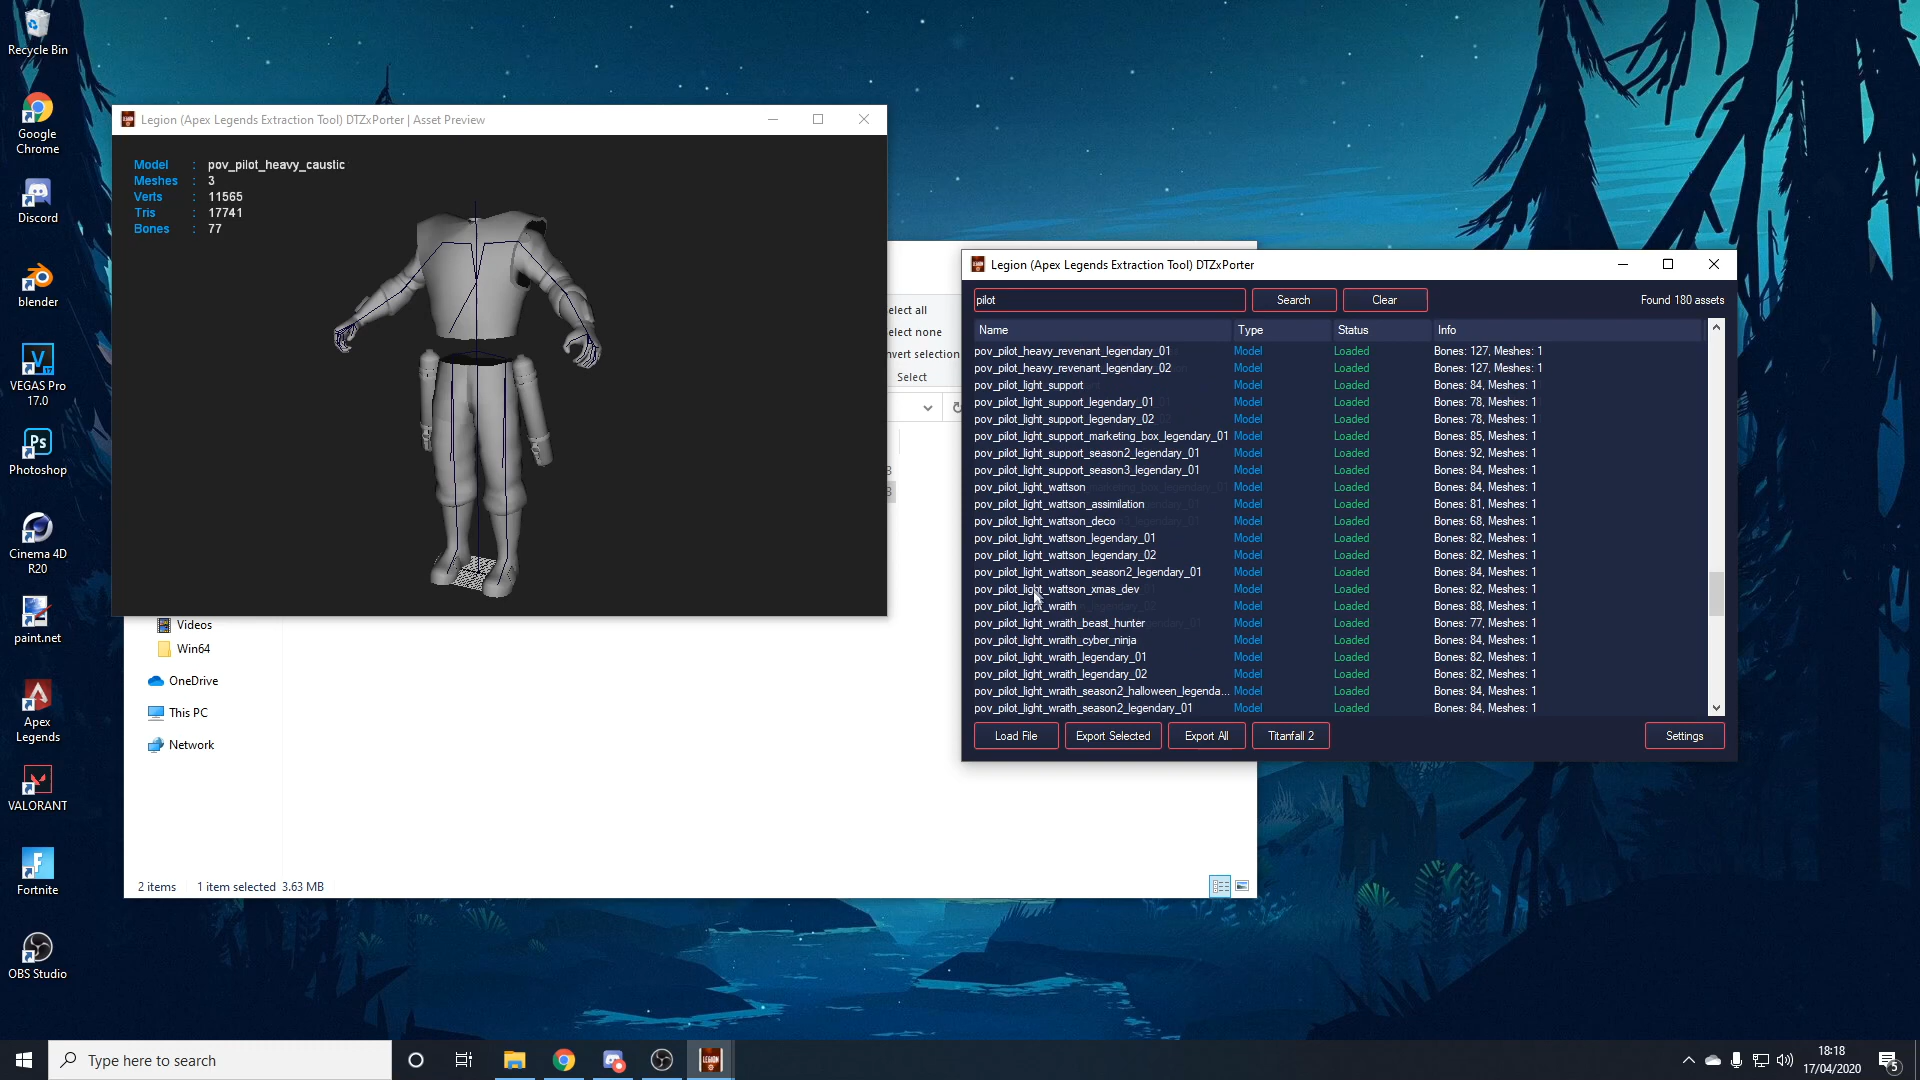 Recycle Bin
Google
Chrome
Discord
blender
VEGAS Pro
17.0
Photoshop
Cinema 4D
R20
paint.net
Apex
Legends
VALORANT
Fortnite
OBS Studio
Legion (Apex Legends Extraction Tool) DTZxPorter | Asset Preview
Model : pov_pilot_heavy_caustic
Meshes : 3
Verts : 11565
Tris : 17741
Bones : 77
elect all
elect none
nvert selection
Select
Videos
Win64
OneDrive
This PC
Network
2 items 1 item selected 3.63 MB
Legion (Apex Legends Extraction Tool) DTZxPorter
pilot Search Clear Found 180 assets
Name Type Status Info
pov_pilot_heavy_revenant_legendary_01 Model Loaded Bones: 127, Meshes: 1
pov_pilot_heavy_revenant_legendary_02 Model Loaded Bones: 127, Meshes: 1
pov_pilot_light_support Model Loaded Bones: 84, Meshes: 1
pov_pilot_light_support_legendary_01 Model Loaded Bones: 78, Meshes: 1
pov_pilot_light_support_legendary_02 Model Loaded Bones: 78, Meshes: 1
pov_pilot_light_support_marketing_box_legendary_01 Model Loaded Bones: 85, Meshes: 1
pov_pilot_light_support_season2_legendary_01 Model Loaded Bones: 92, Meshes: 1
pov_pilot_light_support_season3_legendary_01 Model Loaded Bones: 84, Meshes: 1
pov_pilot_light_wattson Model Loaded Bones: 84, Meshes: 1
pov_pilot_light_wattson_assimilation Model Loaded Bones: 81, Meshes: 1
pov_pilot_light_wattson_deco Model Loaded Bones: 68, Meshes: 1
pov_pilot_light_wattson_legendary_01 Model Loaded Bones: 82, Meshes: 1
pov_pilot_light_wattson_legendary_02 Model Loaded Bones: 82, Meshes: 1
pov_pilot_light_wattson_season2_legendary_01 Model Loaded Bones: 84, Meshes: 1
pov_pilot_light_wattson_xmas_dev Model Loaded Bones: 82, Meshes: 1
pov_pilot_light_wraith Model Loaded Bones: 88, Meshes: 1
pov_pilot_light_wraith_beast_hunter Model Loaded Bones: 77, Meshes: 1
pov_pilot_light_wraith_cyber_ninja Model Loaded Bones: 84, Meshes: 1
pov_pilot_light_wraith_legendary_01 Model Loaded Bones: 82, Meshes: 1
pov_pilot_light_wraith_legendary_02 Model Loaded Bones: 82, Meshes: 1
pov_pilot_light_wraith_season2_halloween_legenda... Model Loaded Bones: 84, Meshes: 1
pov_pilot_light_wraith_season2_legendary_01 Model Loaded Bones: 84, Meshes: 1
Load File Export Selected Export All Titanfall 2 Settings
Type here to search
18:18
17/04/2020
5